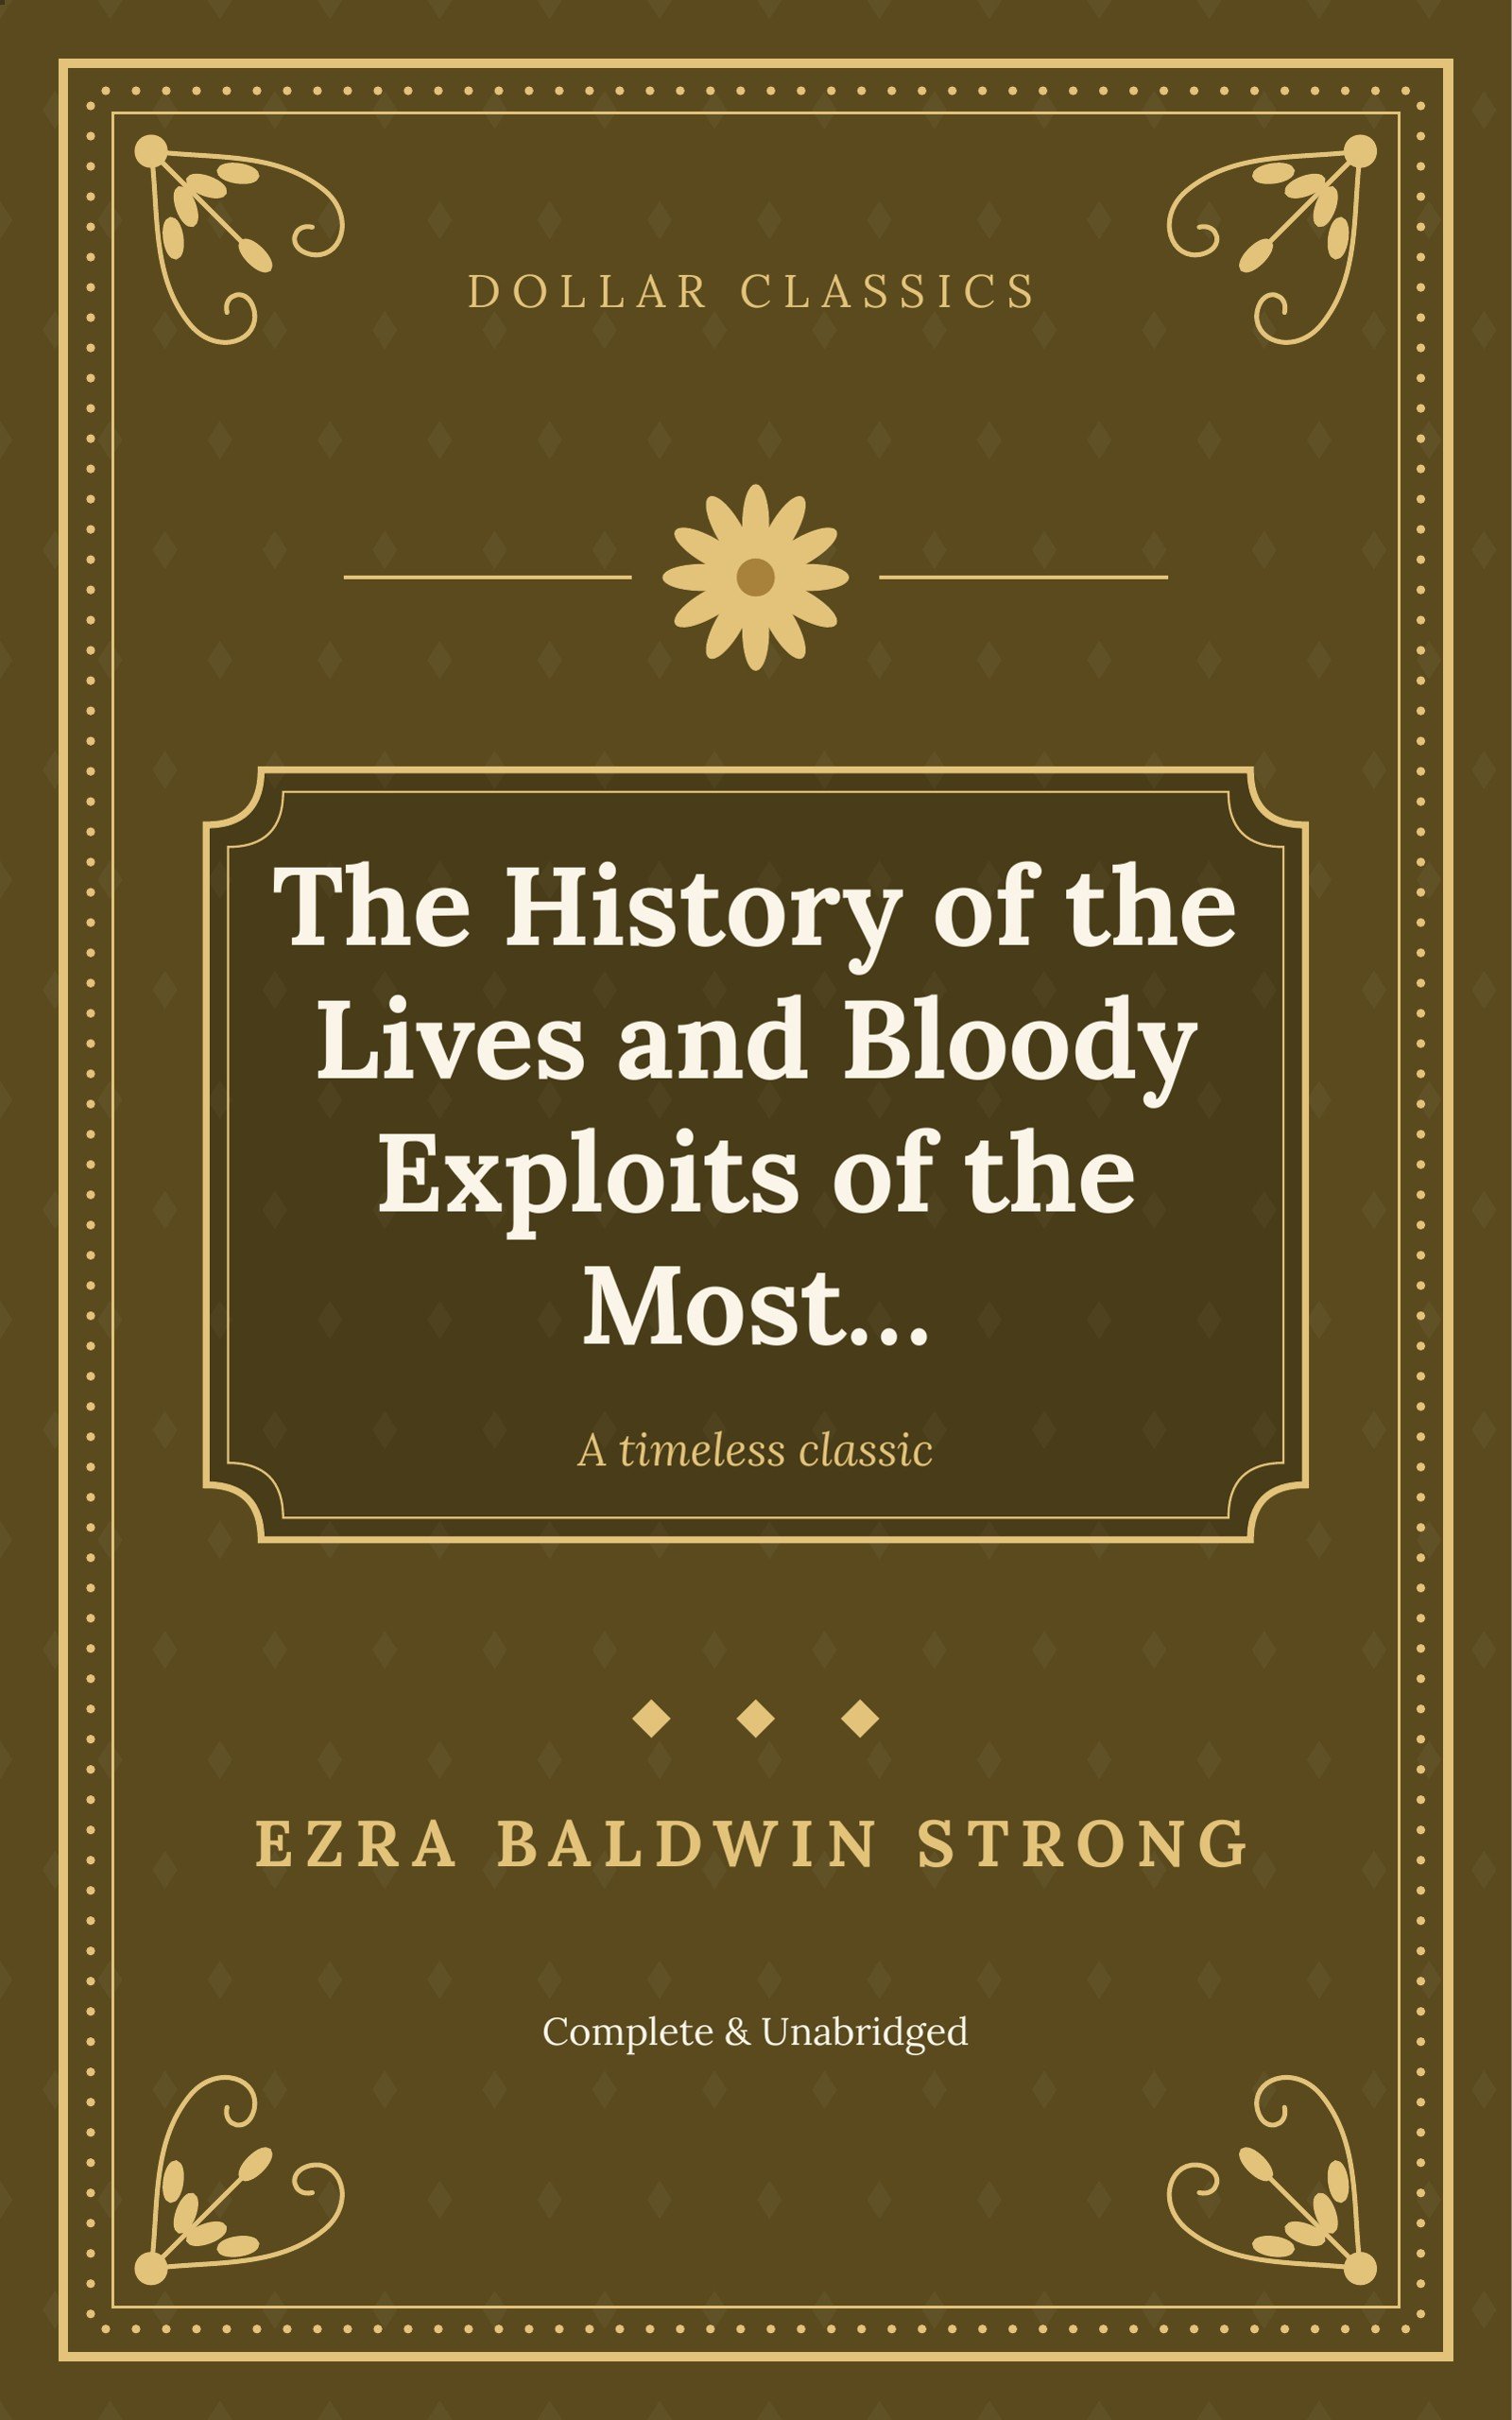 DOLLAR CLASSICS
The History of the
Lives and Bloody
Exploits of the
Most...
A timeless classic
EZRA BALDWIN STRONG
Complete & Unabridged